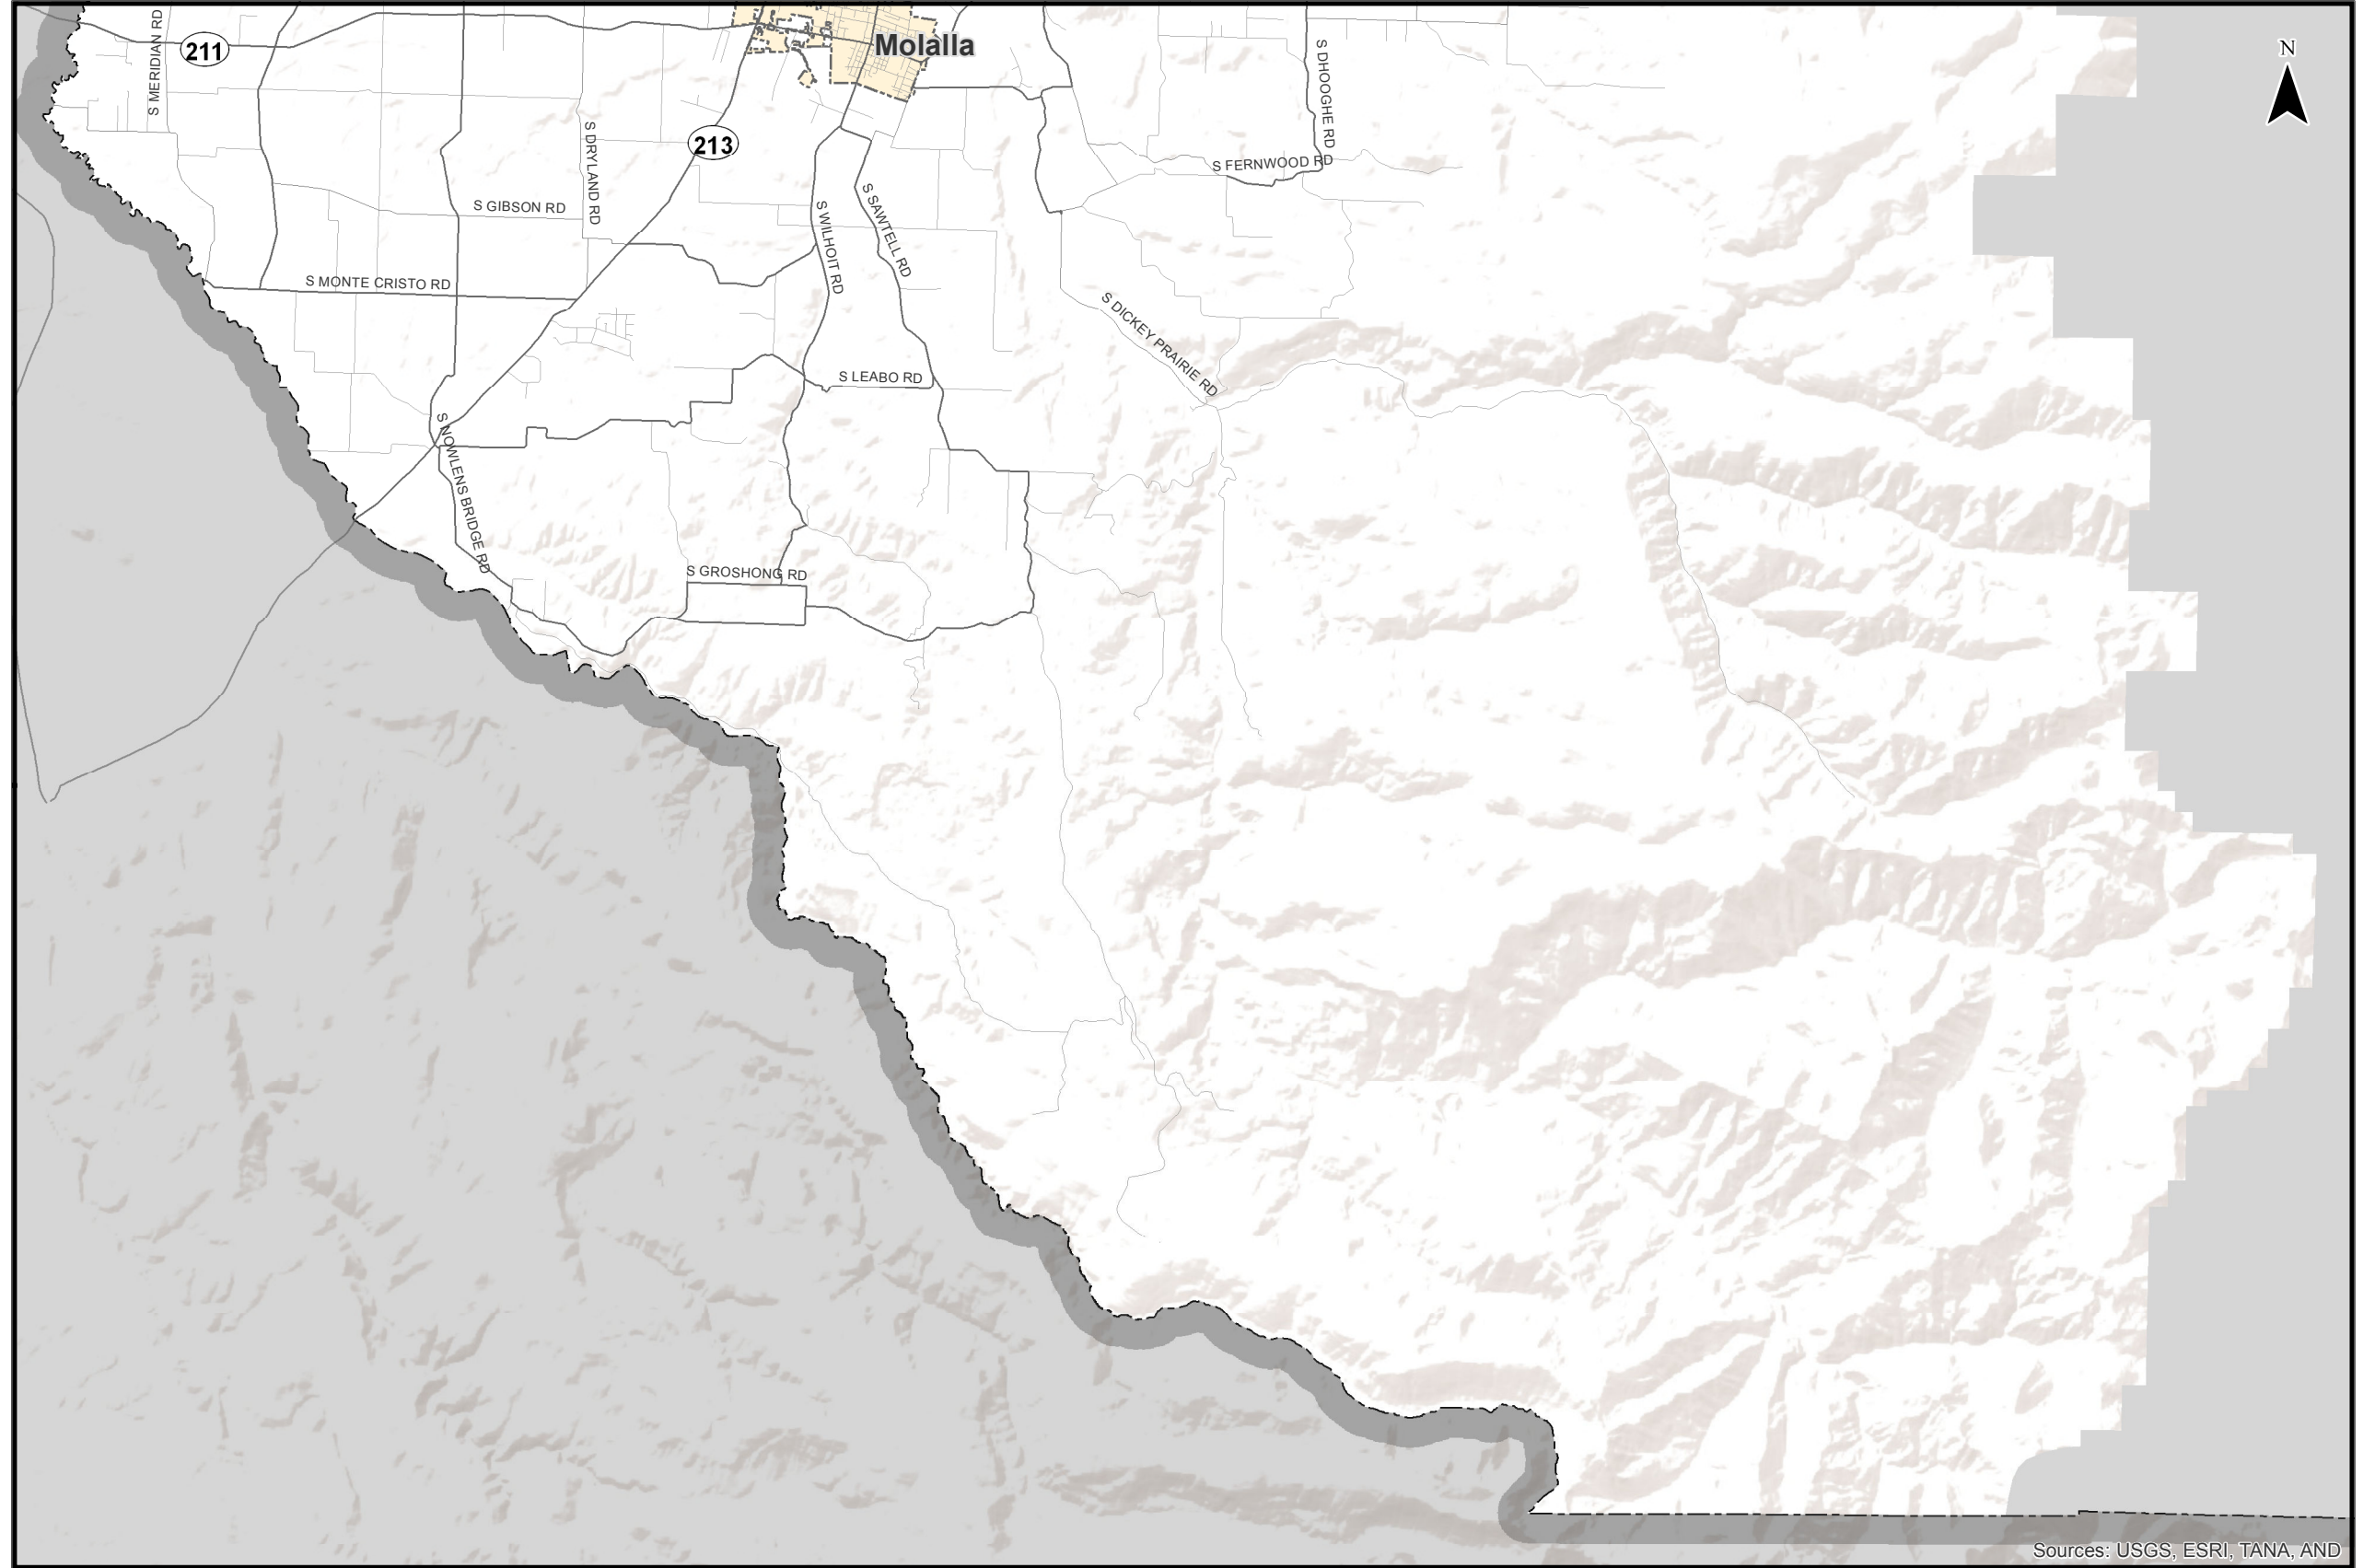 S MERIDIAN RD
211
Molalla
S DHOOGHE RD
N
S DRYLAND RD
213
S FERNWOOD RD
S GIBSON RD
S WILHOIT RD
S SAWTELL RD
S MONTE CRISTO RD
S DICKEY PRAIRIE RD
S LEABO RD
S NOWLENS BRIDGE RD
S GROSHONG RD
Sources: USGS, ESRI, TANA, AND